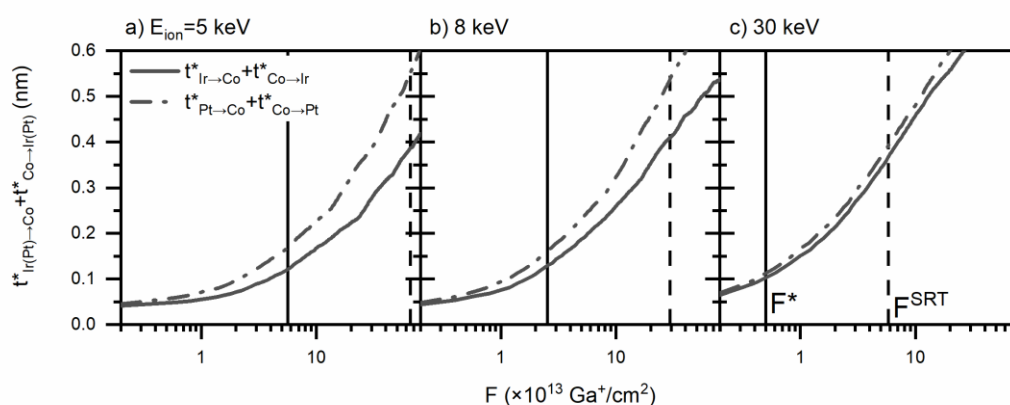 a) E_ion=5 keV
b) 8 keV
c) 30 keV
t*_Ir→Co+t*_Co→Ir
t*_Pt→Co+t*_Co→Pt
t*_Ir(Pt)→Co+t*_Co→Ir(Pt) (nm)
0.6
0.5
0.4
0.3
0.2
0.1
0.0
F*
F^SRT
1 10 1 10 1 10
F (×10^13 Ga^+/cm^2)